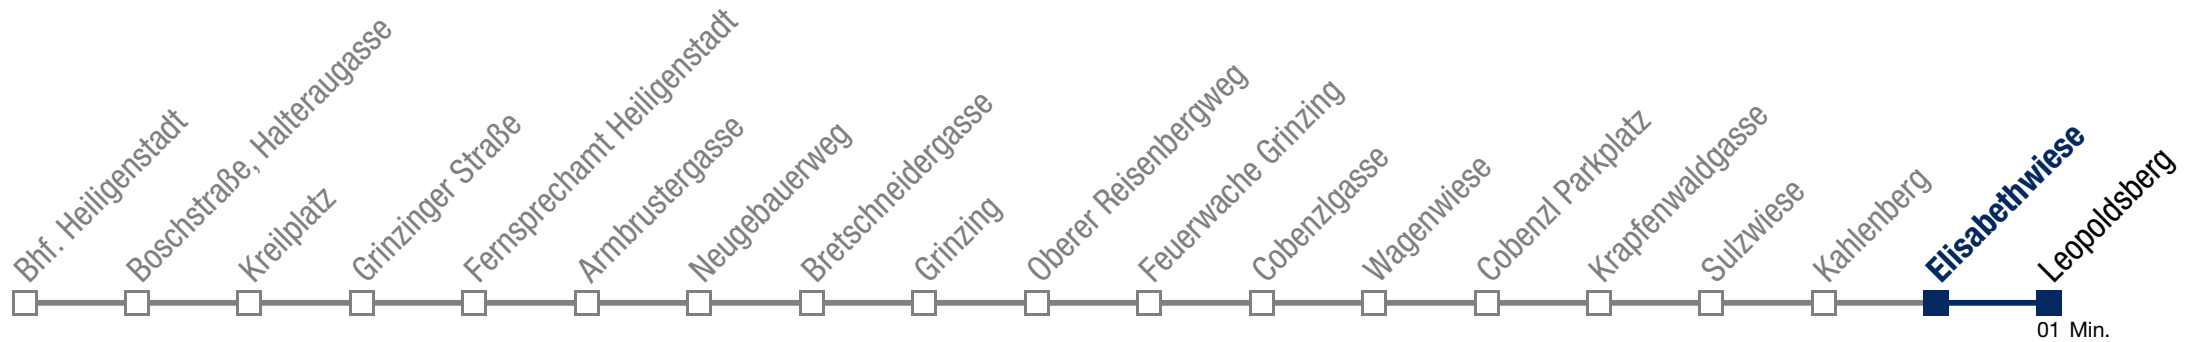 Bhf. Heiligenstadt
Boschstraße, Halteraugasse
Kreilplatz
Grinzinger Straße
Fernsprechamt Heiligenstadt
Armbrustergasse
Neugebauerweg
Bretschneidergasse
Grinzing
Oberer Reisenbergweg
Feuerwache Grinzing
Cobenzlgasse
Wagenwiese
Cobenzl Parkplatz
Krapfenwaldgasse
Sulzwiese
Kahlenberg
Elisabethwiese
Leopoldsberg
01 Min.